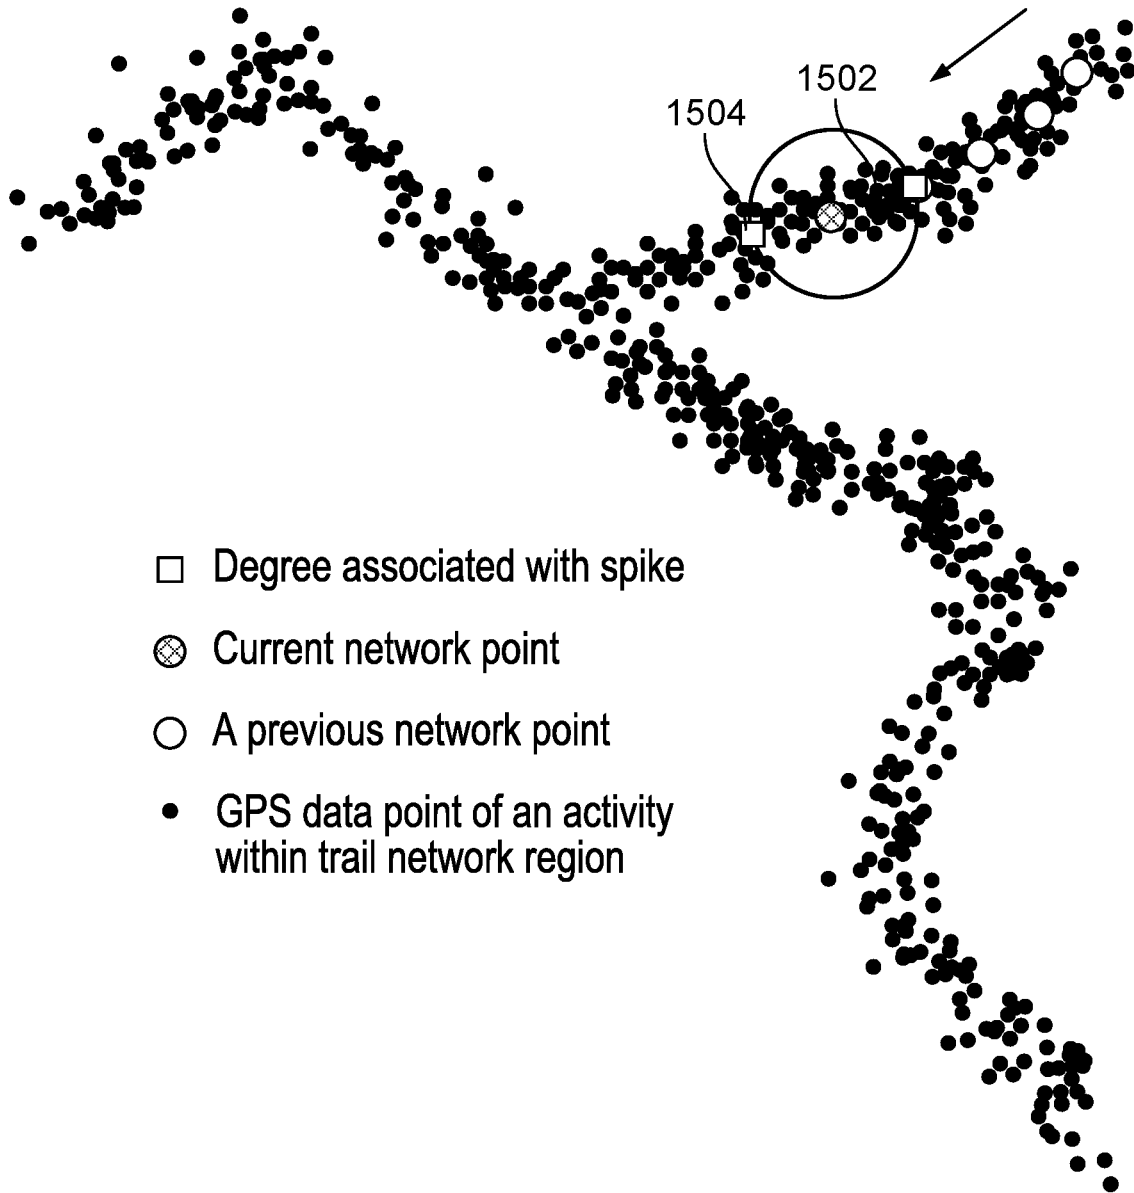 1502
1504
Degree associated with spike
Current network point
A previous network point
GPS data point of an activity
within trail network region